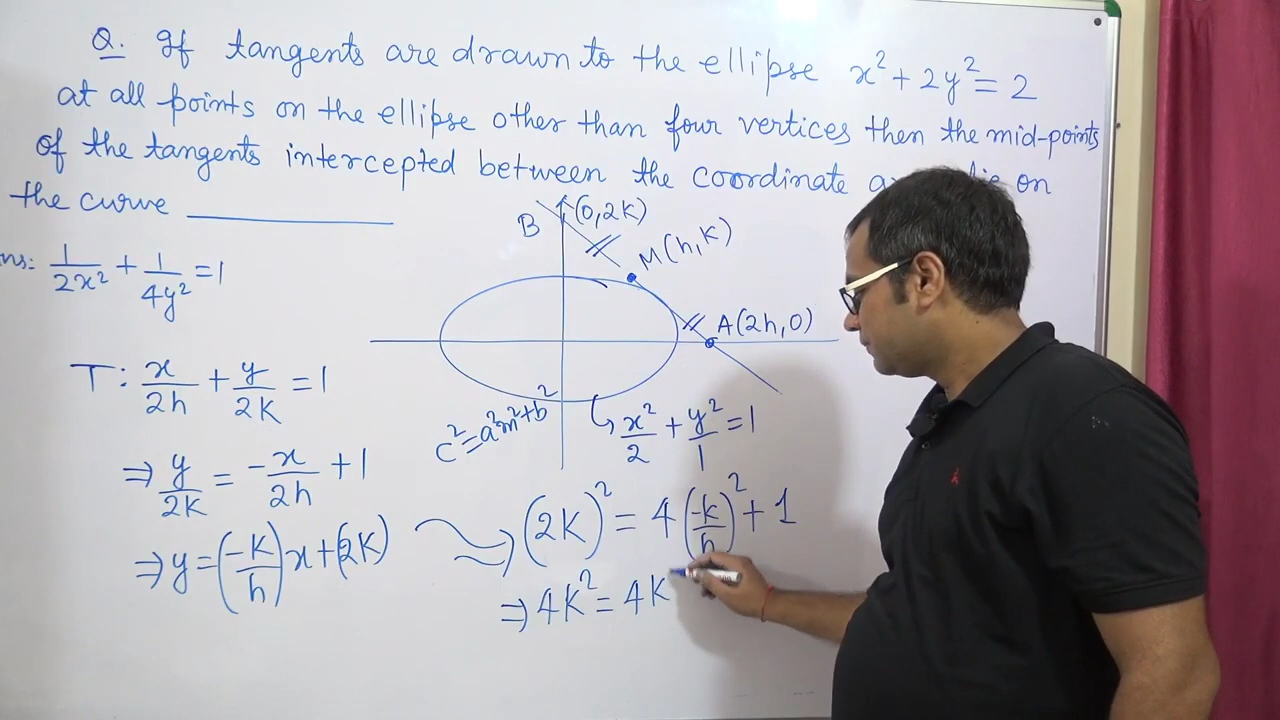 Q. If tangents are drawn to the ellipse x² + 2y² = 2
at all points on the ellipse other than four vertices then the mid-points
of the tangents intercepted between the coordinate on
the curve ________
ns: 1/2x² + 1/4y² = 1
B (0, 2K)
M(h, K)
A(2h, 0)
T: x/2h + y/2K = 1
c² = a²m² + b²
x²/2 + y²/1 = 1
⇒ y/2K = -x/2h + 1
⇒ y = (-K/h)x + (2K)
(2K)² = 4(-K/h)² + 1
⇒ 4K² = 4K